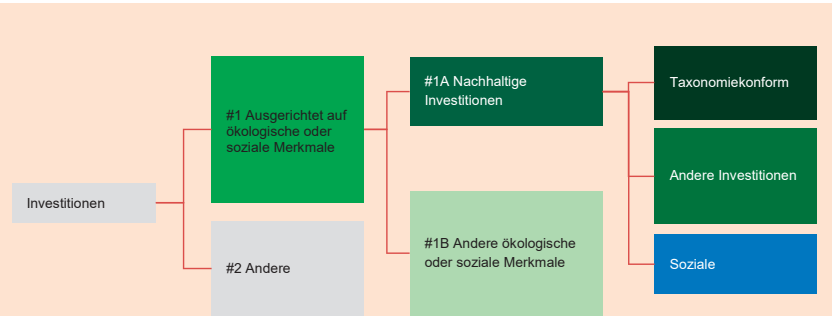 Investitionen
#1 Ausgerichtet auf
ökologische oder
soziale Merkmale
#2 Andere
#1A Nachhaltige
Investitionen
#1B Andere ökologische
oder soziale Merkmale
Taxonomiekonform
Andere Investitionen
Soziale